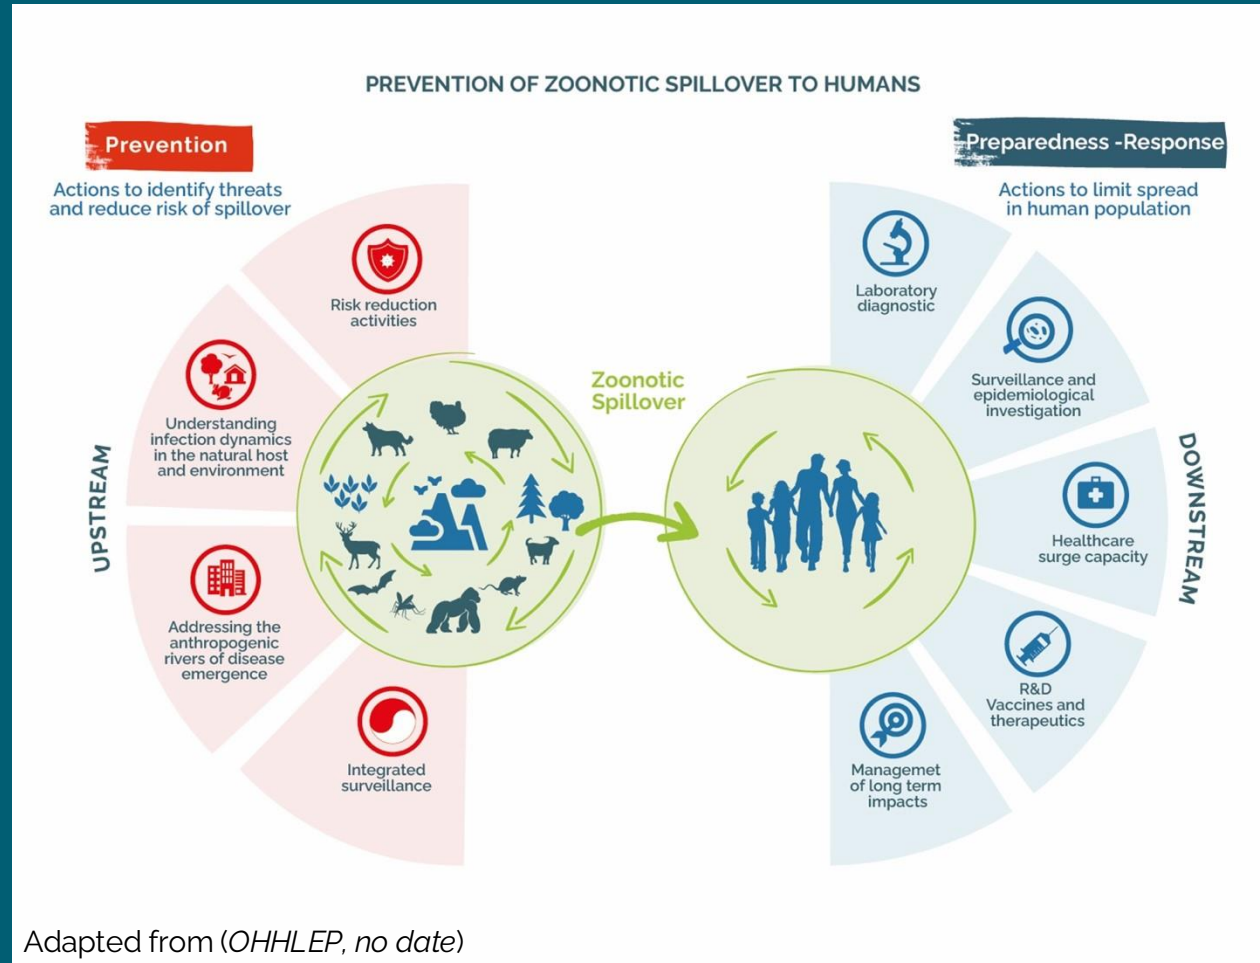 PREVENTION OF ZOONOTIC SPILLOVER TO HUMANS
Prevention
Actions to identify threats
and reduce risk of spillover
Preparedness -Response
Actions to limit spread
in human population
UPSTREAM
Risk reduction
activities
Understanding
infection dynamics
in the natural host
and environment
Addressing the
anthropogenic
rivers of disease
emergence
Integrated
surveillance
Zoonotic
Spillover
Laboratory
diagnostic
Surveillance and
epidemiological
investigation
Healthcare
surge capacity
R&D
Vaccines and
therapeutics
Managemet
of long term
impacts
DOWNSTREAM
Adapted from (OHHLEP, no date)